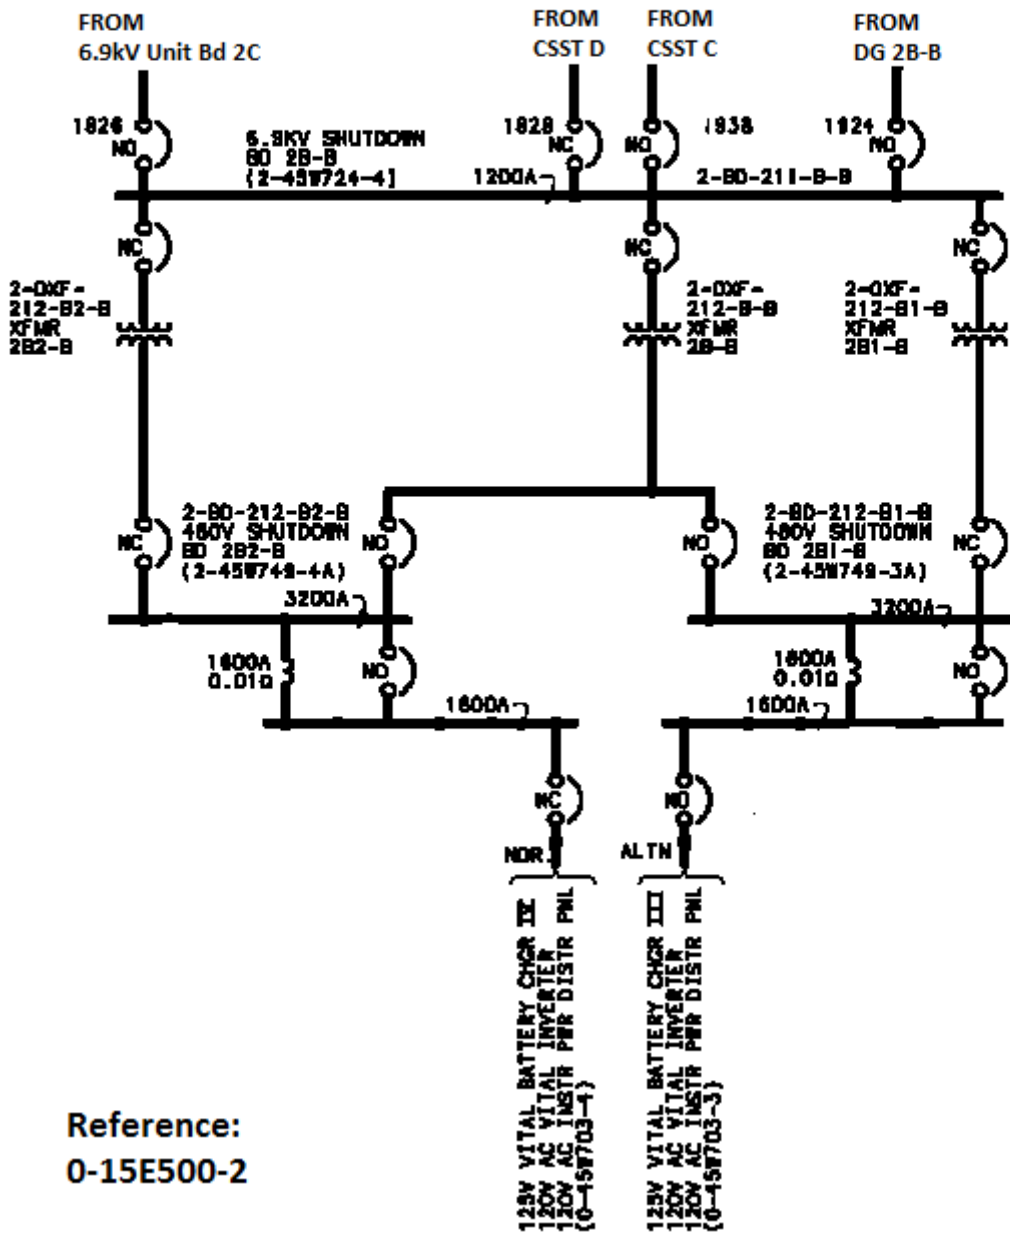 FROM
6.9kV Unit Bd 2C
FROM
CSST D
FROM
CSST C
FROM
DG 2B-B
1826
NO
6.9KV SHUTDOWN
BD 2B-B
(2-45W724-4)
1828
NC
NO
1838
1924
NO
1200A
2-BD-211-B-B
NC
NC
NC
2-OXF-
212-B2-B
XFMR
2B2-B
2-OXF-
212-B-B
XFMR
2B-B
2-OXF-
212-B1-B
XFMR
2B1-B
NC
2-BD-212-B2-B
480V SHUTDOWN
BD 2B2-B
(2-45W749-4A)
NO
NO
2-BD-212-B1-B
480V SHUTDOWN
BD 2B1-B
(2-45W749-3A)
NC
3200A
3200A
1600A
0.01Ω
NO
1600A
0.01Ω
NO
1600A
1600A
NC
NO
NOR.
ALTN
125V VITAL BATTERY CHGR IV
120V AC VITAL INVERTER
120V AC INSTR PWR DISTR PNL
(0-45W703-4)
125V VITAL BATTERY CHGR III
120V AC VITAL INVERTER
120V AC INSTR PWR DISTR PNL
(0-45W703-3)
Reference:
0-15E500-2